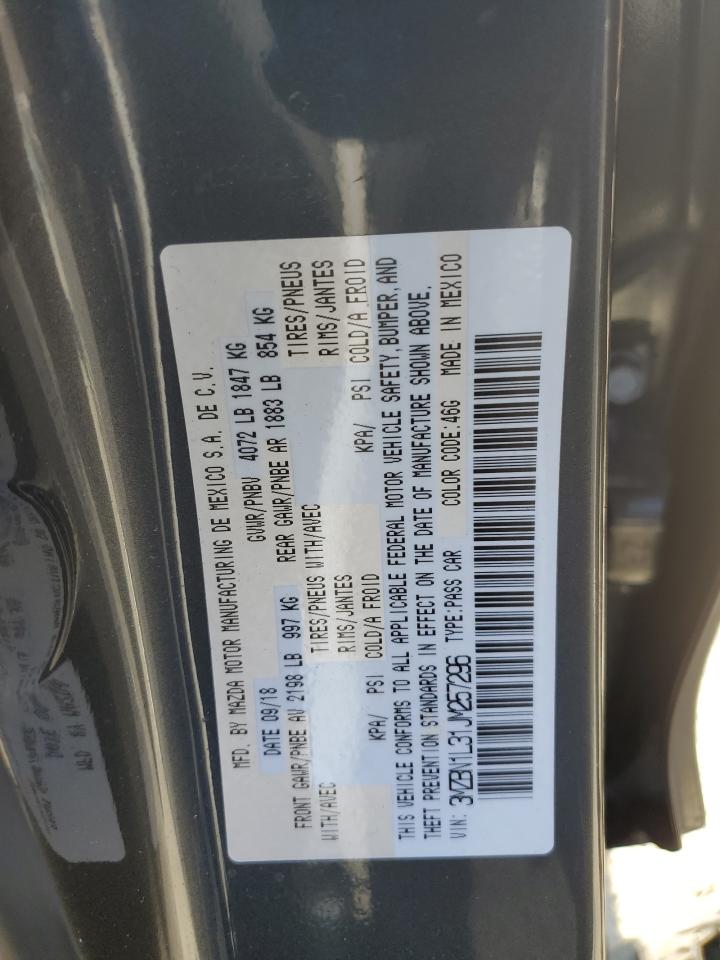 MFD. BY MAZDA MOTOR MANUFACTURING DE MEXICO S.A. DE C.V.
DATE 09/18 GVWR/PNBV 4072 LB 1847 KG
FRONT GAWR/PNBE AV 2198 LB 997 KG REAR GAWR/PNBE AR 1883 LB 854 KG
WITH/AVEC TIRES/PNEUS WITH/AVEC TIRES/PNEUS
RIMS/JANTES RIMS/JANTES
KPA/ PSI COLD/A FROID KPA/ PSI COLD/A FROID
THIS VEHICLE CONFORMS TO ALL APPLICABLE FEDERAL MOTOR VEHICLE SAFETY, BUMPER, AND
THEFT PREVENTION STANDARDS IN EFFECT ON THE DATE OF MANUFACTURE SHOWN ABOVE.
VIN: 3MZBN1L31JM257296 TYPE:PASS CAR COLOR CODE:46G MADE IN MEXICO